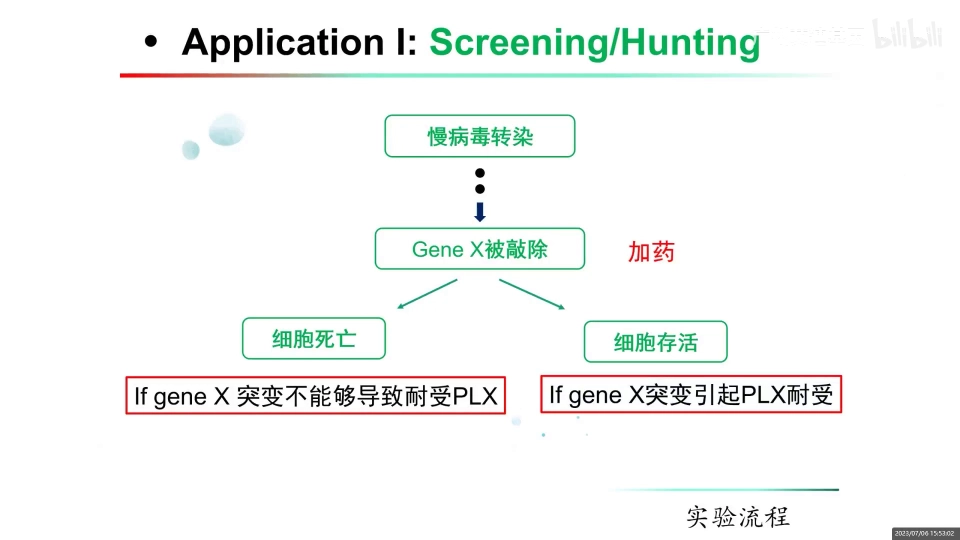 • Application I: Screening/Hunting
bilibili
慢病毒转染
Gene X被敲除
加药
细胞死亡
细胞存活
If gene X 突变不能够导致耐受PLX
If gene X突变引起PLX耐受
实验流程
2023/07/06 15:53:02